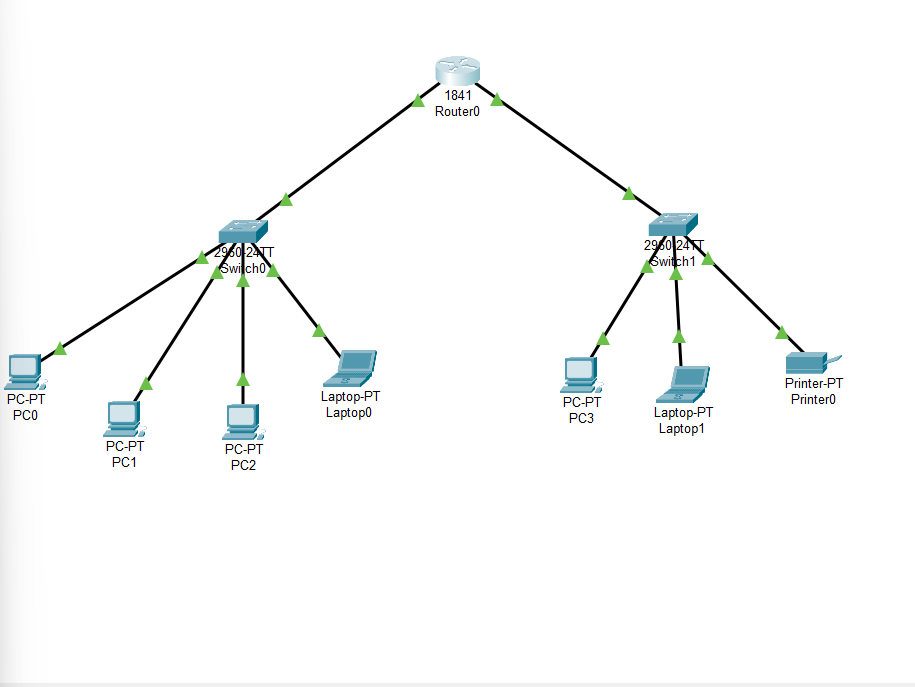 1841
Router0
2960-24TT
Switch0
2960-24TT
Switch1
PC-PT
PC0
PC-PT
PC1
PC-PT
PC2
Laptop-PT
Laptop0
PC-PT
PC3
Laptop-PT
Laptop1
Printer-PT
Printer0